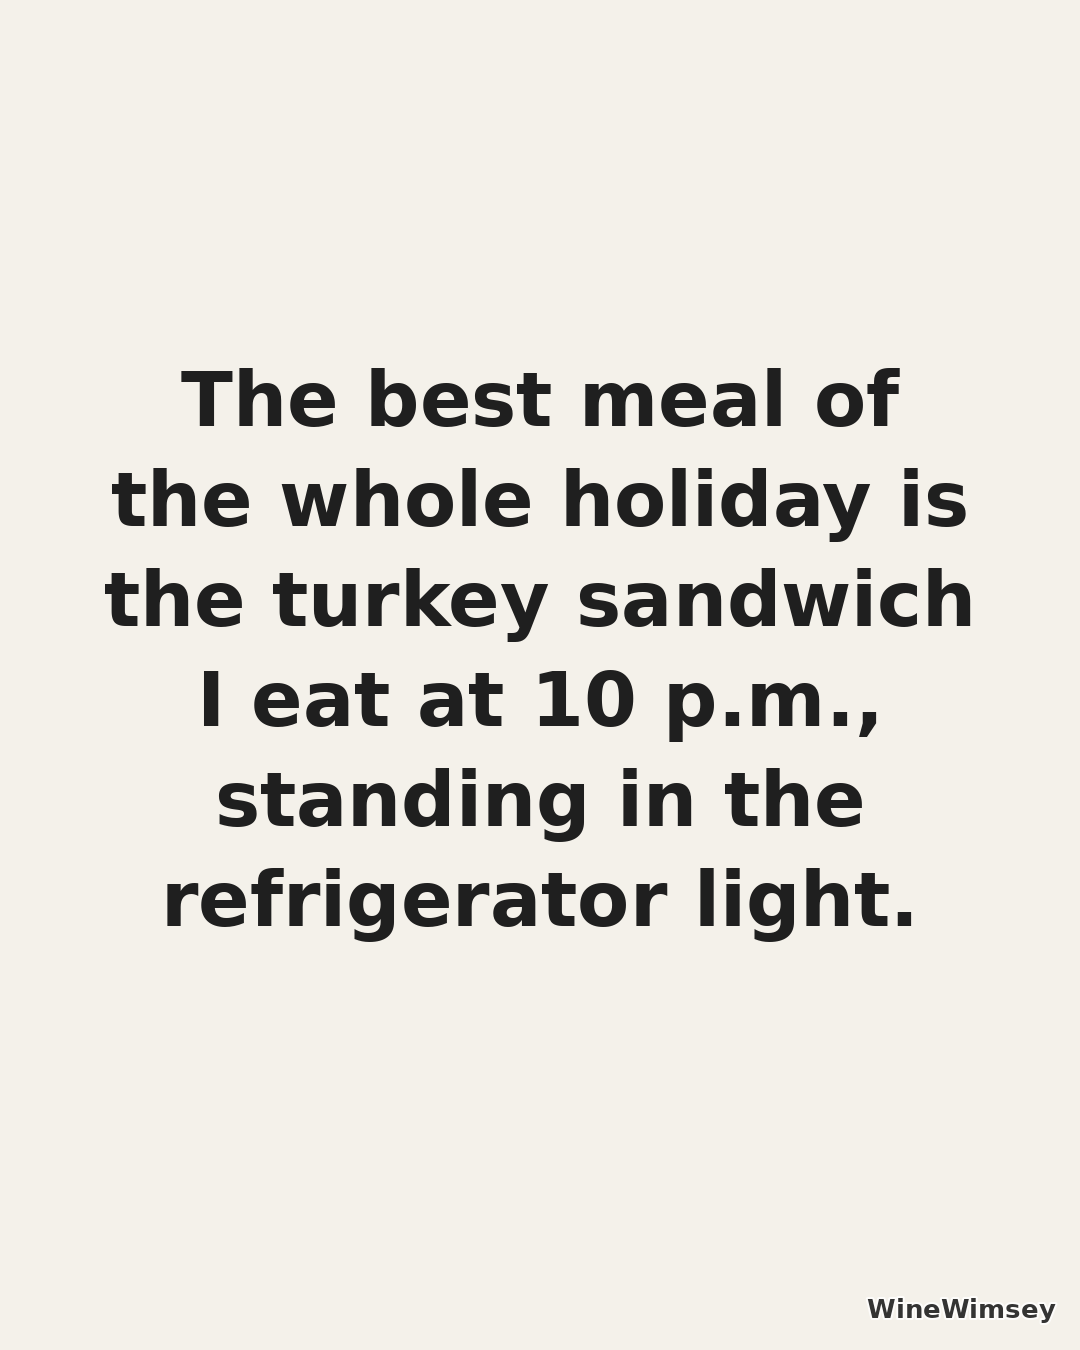 The best meal of
the whole holiday is
the turkey sandwich
I eat at 10 p.m.,
standing in the
refrigerator light.
WineWimsey